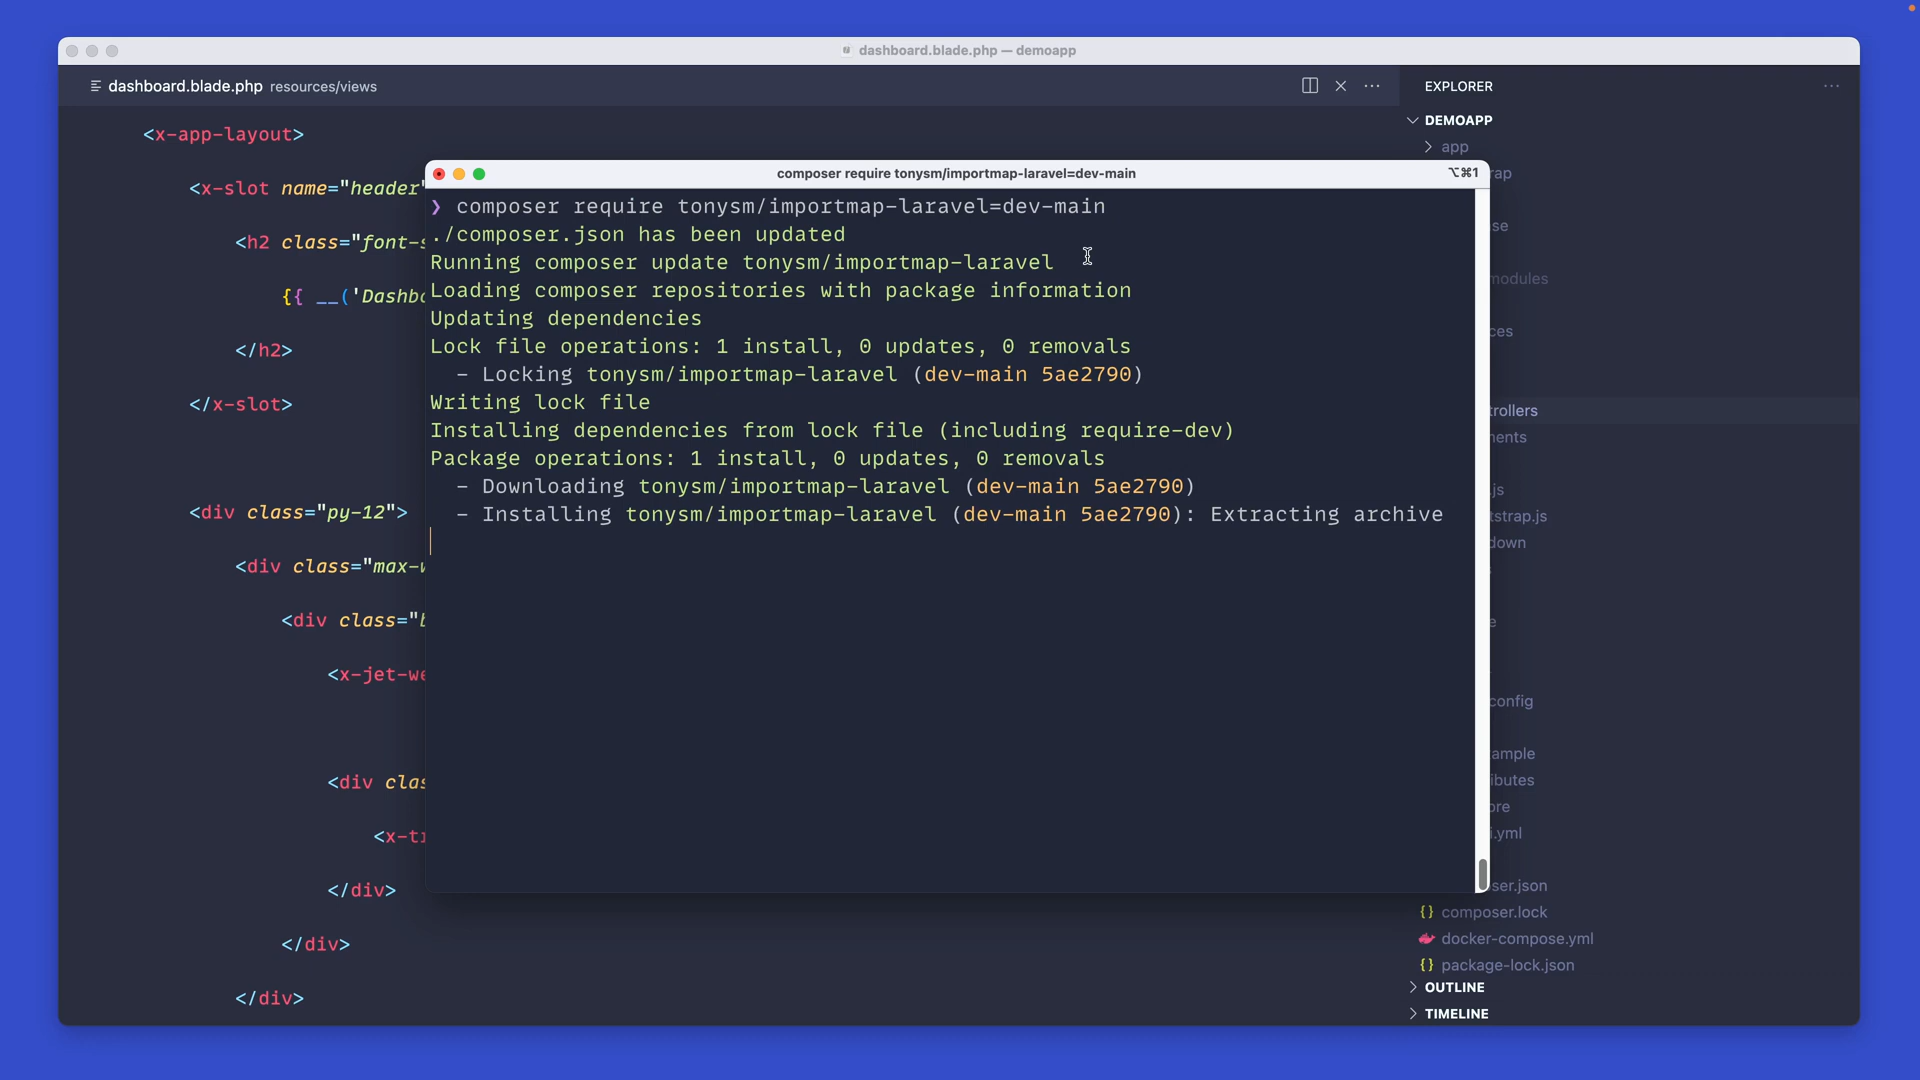 dashboard.blade.php — demoapp
dashboard.blade.php resources/views
<x-app-layout>
<x-slot name="header"
<h2 class="font-s
{{ __('Dashbo
</h2>
</x-slot>
<div class="py-12">
<div class="max-w
<div class="b
<x-jet-we
<div clas
<x-tr
</div>
</div>
</div>
composer require tonysm/importmap-laravel=dev-main
⌥⌘1
❯ composer require tonysm/importmap-laravel=dev-main
./composer.json has been updated
Running composer update tonysm/importmap-laravel
Loading composer repositories with package information
Updating dependencies
Lock file operations: 1 install, 0 updates, 0 removals
- Locking tonysm/importmap-laravel (dev-main 5ae2790)
Writing lock file
Installing dependencies from lock file (including require-dev)
Package operations: 1 install, 0 updates, 0 removals
- Downloading tonysm/importmap-laravel (dev-main 5ae2790)
- Installing tonysm/importmap-laravel (dev-main 5ae2790): Extracting archive
EXPLORER
DEMOAPP
app
rap
se
modules
ces
trollers
nents
.js
tstrap.js
down
e
config
ample
ibutes
ore
i.yml
ser.json
{} composer.lock
docker-compose.yml
{} package-lock.json
OUTLINE
TIMELINE